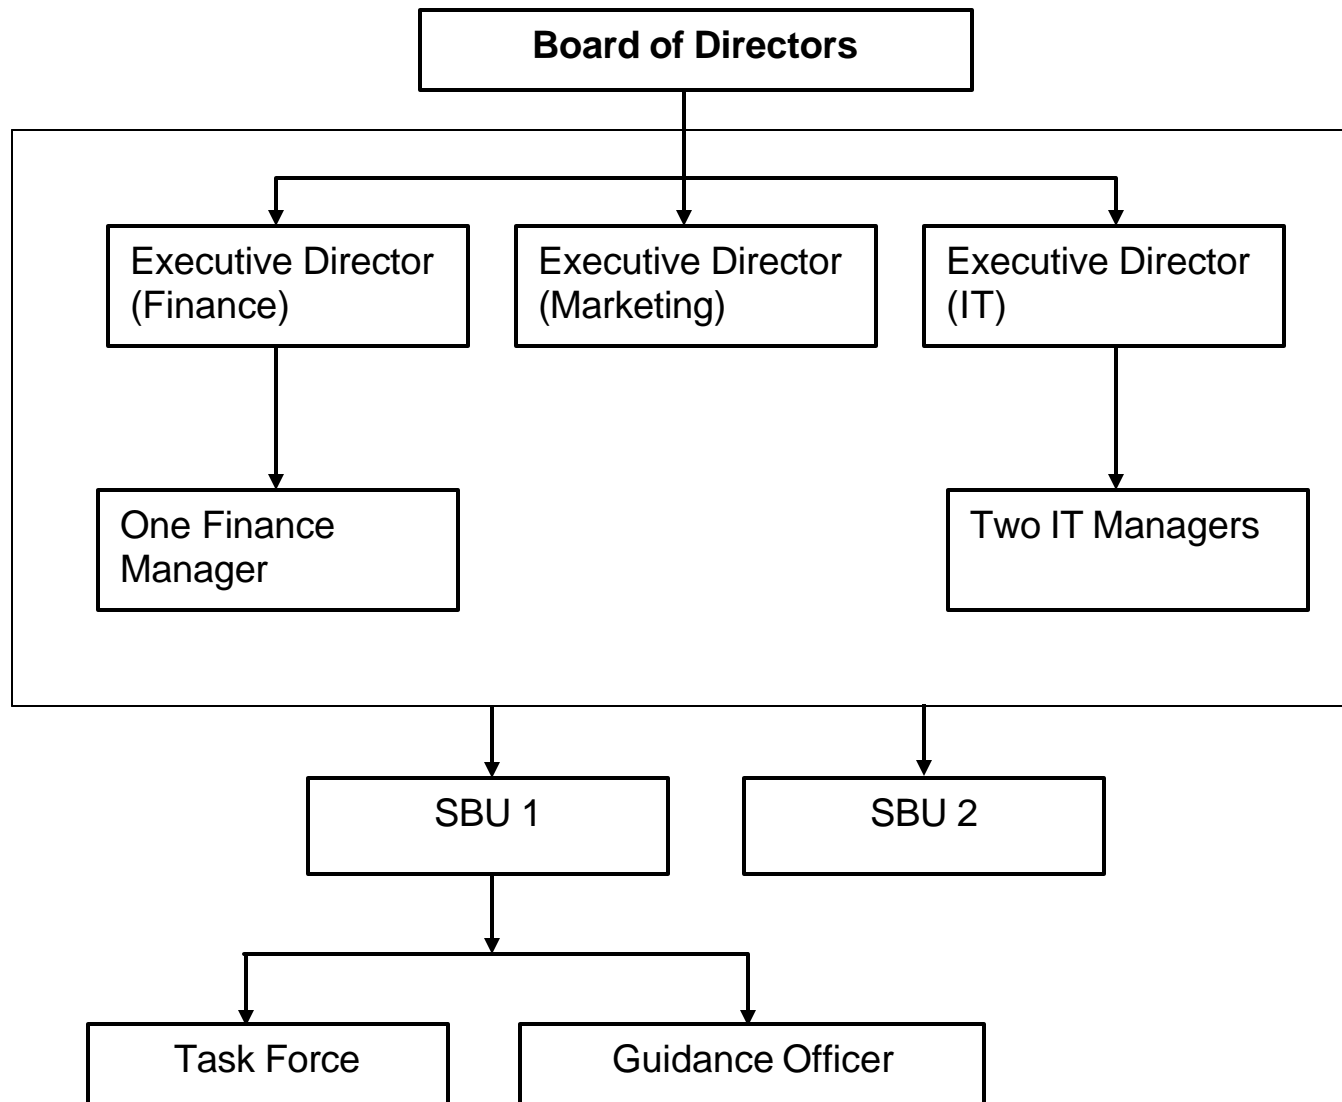 Board of Directors
Executive Director
(Finance)
Executive Director
(Marketing)
Executive Director
(IT)
One Finance
Manager
Two IT Managers
SBU 1
SBU 2
Task Force
Guidance Officer